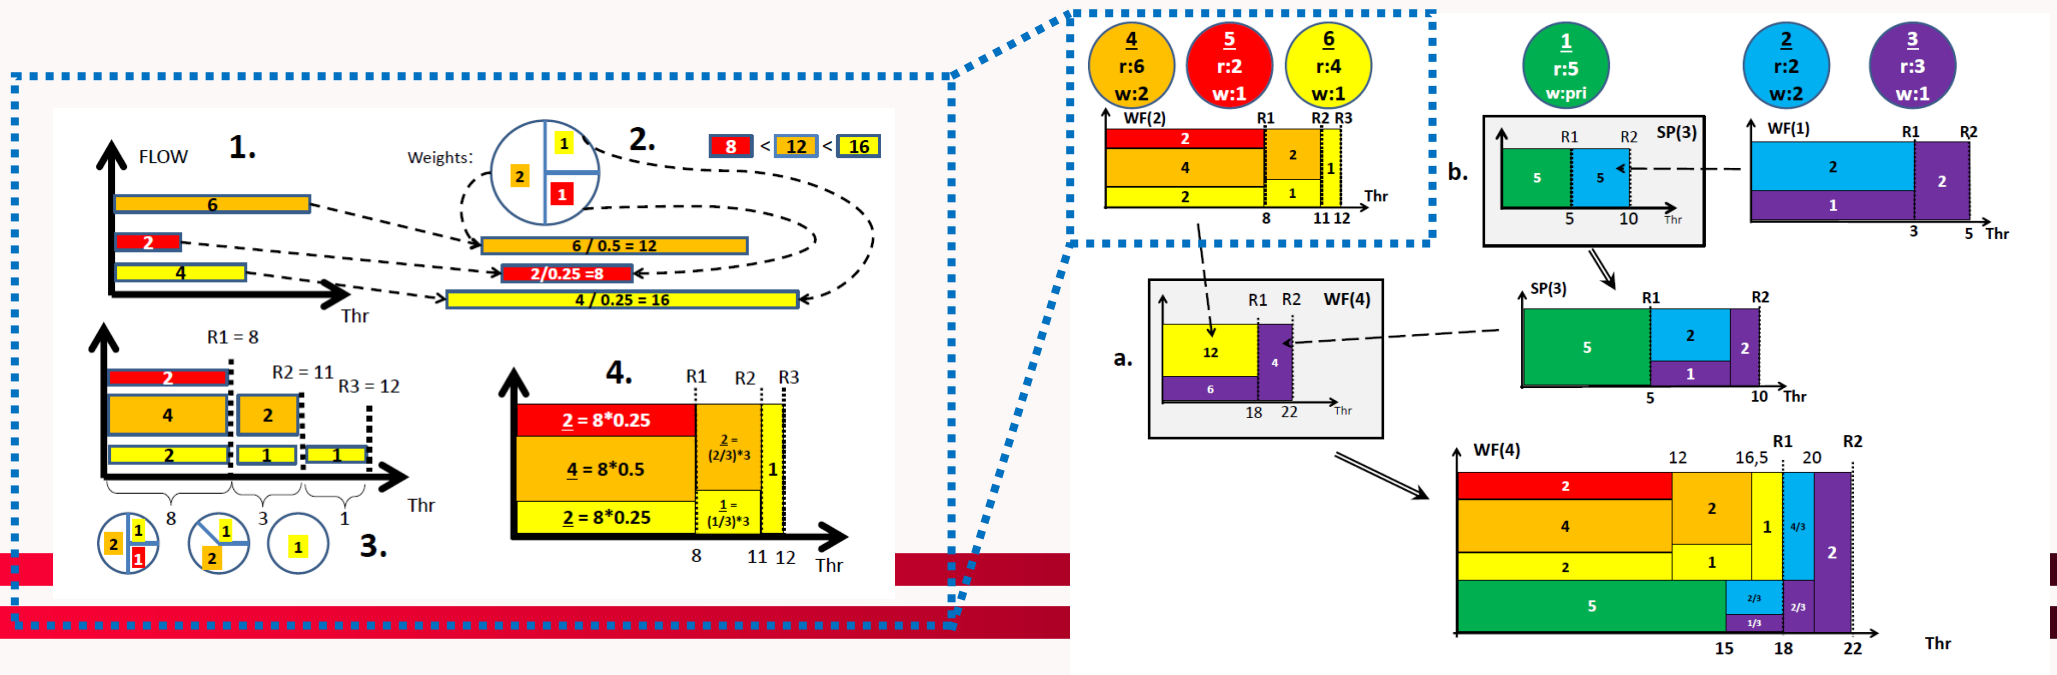 FLOW
1.
6
2
4
Thr
Weights:
2
1
1
2.
8 < 12 < 16
6 / 0.5 = 12
2/0.25 =8
4 / 0.25 = 16
R1 = 8
R2 = 11
R3 = 12
2
4
2
2
1
1
Thr
8
3
1
2
1
1
1
2
1
3.
4.
R1
R2
R3
2 = 8*0.25
4 = 8*0.5
2 = 8*0.25
2 =
(2/3)*3
1 =
(1/3)*3
1
8
11
12
Thr
4
r:6
w:2
5
r:2
w:1
6
r:4
w:1
WF(2)
R1
R2
R3
2
4
2
2
1
1
Thr
8
11
12
1
r:5
w:pri
2
r:2
w:2
3
r:3
w:1
b.
R1
R2
SP(3)
5
5
5
10
Thr
WF(1)
R1
R2
2
1
2
3
5
Thr
a.
R1
R2
WF(4)
12
6
4
18
22
Thr
SP(3)
R1
R2
5
2
1
2
5
10
Thr
WF(4)
12
16,5
R1
20
R2
2
4
2
2
1
1
4/3
2
5
2/3
1/3
2/3
15
18
22
Thr